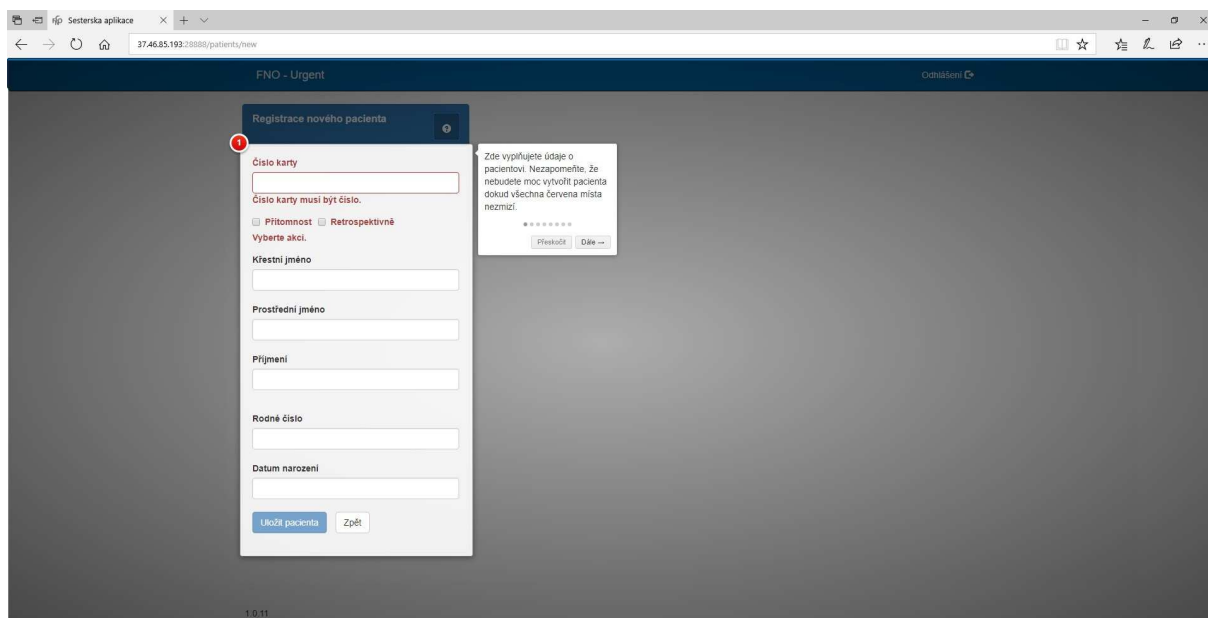 Sesterska aplikace
37.46.85.193:28888/patients/new
FNO - Urgent
Odhlášení
Registrace nového pacienta
1
Číslo karty
Číslo karty musí být číslo.
Přítomnost Retrospektivně
Vyberte akci.
Křestní jméno
Prostřední jméno
Příjmení
Rodné číslo
Datum narození
Uložit pacienta Zpět
Zde vyplňujete údaje o
pacientovi. Nezapomeňte, že
nebudete moc vytvořit pacienta
dokud všechna červena místa
nezmizí.
Přeskočit Dále →
1.0.11